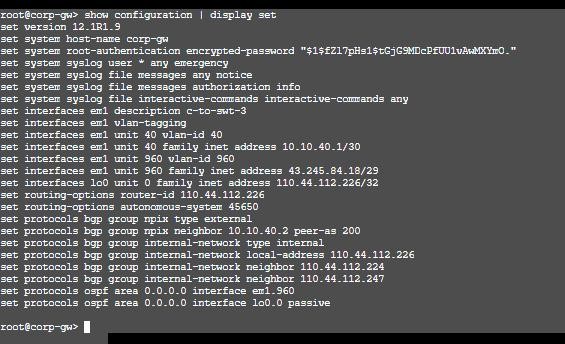 root@corp-gw> show configuration | display set
set version 12.1R1.9
set system host-name corp-gw
set system root-authentication encrypted-password "$1$fZl7pHs1$tGjG9MDcPfUU1vAwMXYm0."
set system syslog user * any emergency
set system syslog file messages any notice
set system syslog file messages authorization info
set system syslog file interactive-commands interactive-commands any
set interfaces em1 description c-to-swt-3
set interfaces em1 vlan-tagging
set interfaces em1 unit 40 vlan-id 40
set interfaces em1 unit 40 family inet address 10.10.40.1/30
set interfaces em1 unit 960 vlan-id 960
set interfaces em1 unit 960 family inet address 43.245.84.18/29
set interfaces lo0 unit 0 family inet address 110.44.112.226/32
set routing-options router-id 110.44.112.226
set routing-options autonomous-system 45650
set protocols bgp group npix type external
set protocols bgp group npix neighbor 10.10.40.2 peer-as 200
set protocols bgp group internal-network type internal
set protocols bgp group internal-network local-address 110.44.112.226
set protocols bgp group internal-network neighbor 110.44.112.224
set protocols bgp group internal-network neighbor 110.44.112.247
set protocols ospf area 0.0.0.0 interface em1.960
set protocols ospf area 0.0.0.0 interface lo0.0 passive
root@corp-gw>